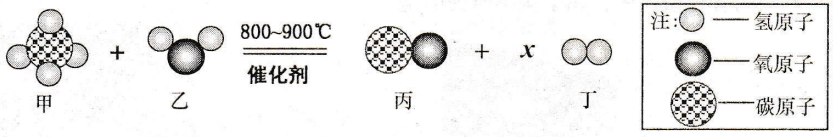 + 800~900℃ + x
催化剂
甲 乙 丙 丁
注: — 氢原子
— 氧原子
— 碳原子